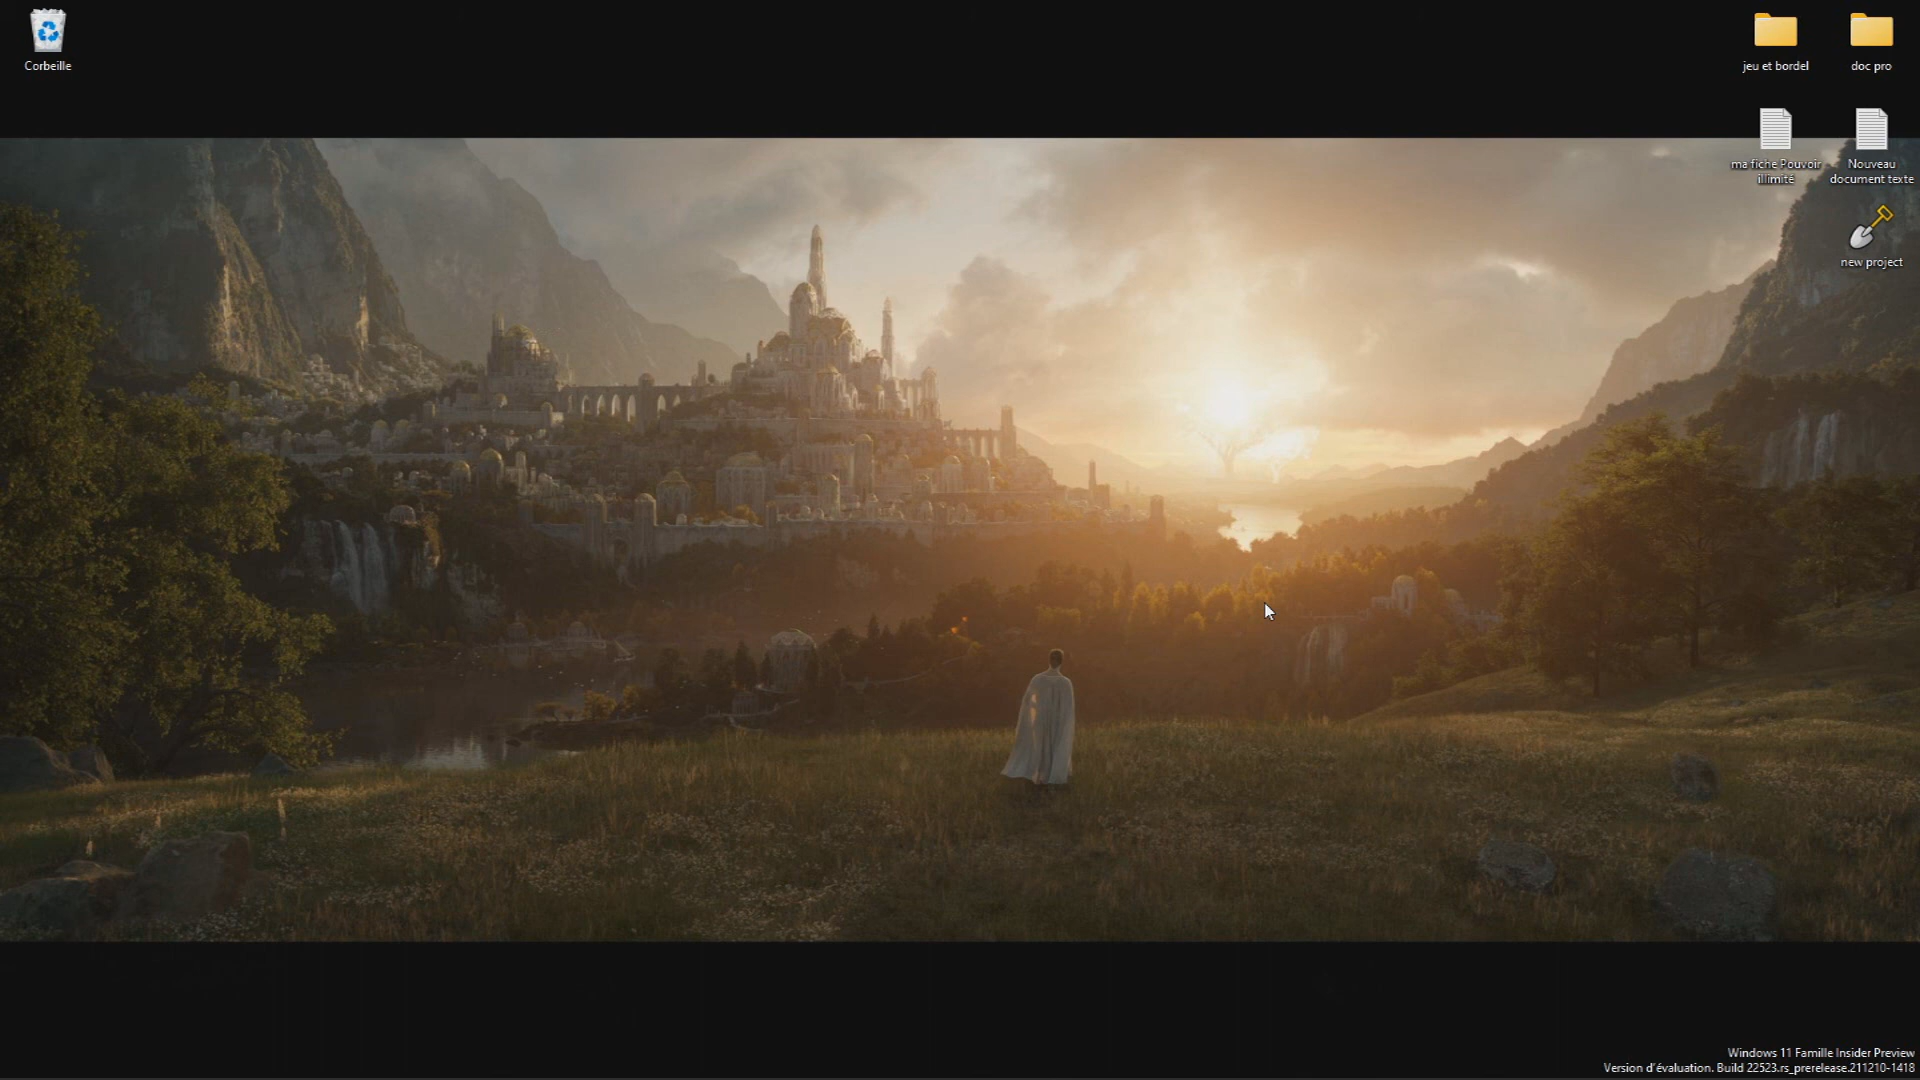 Corbeille
jeu et bordel
doc pro
ma fiche Pouvoir
illimité
Nouveau
document texte
new project
Windows 11 Famille Insider Preview
Version d'évaluation. Build 22523.rs_prerelease.211210-1418